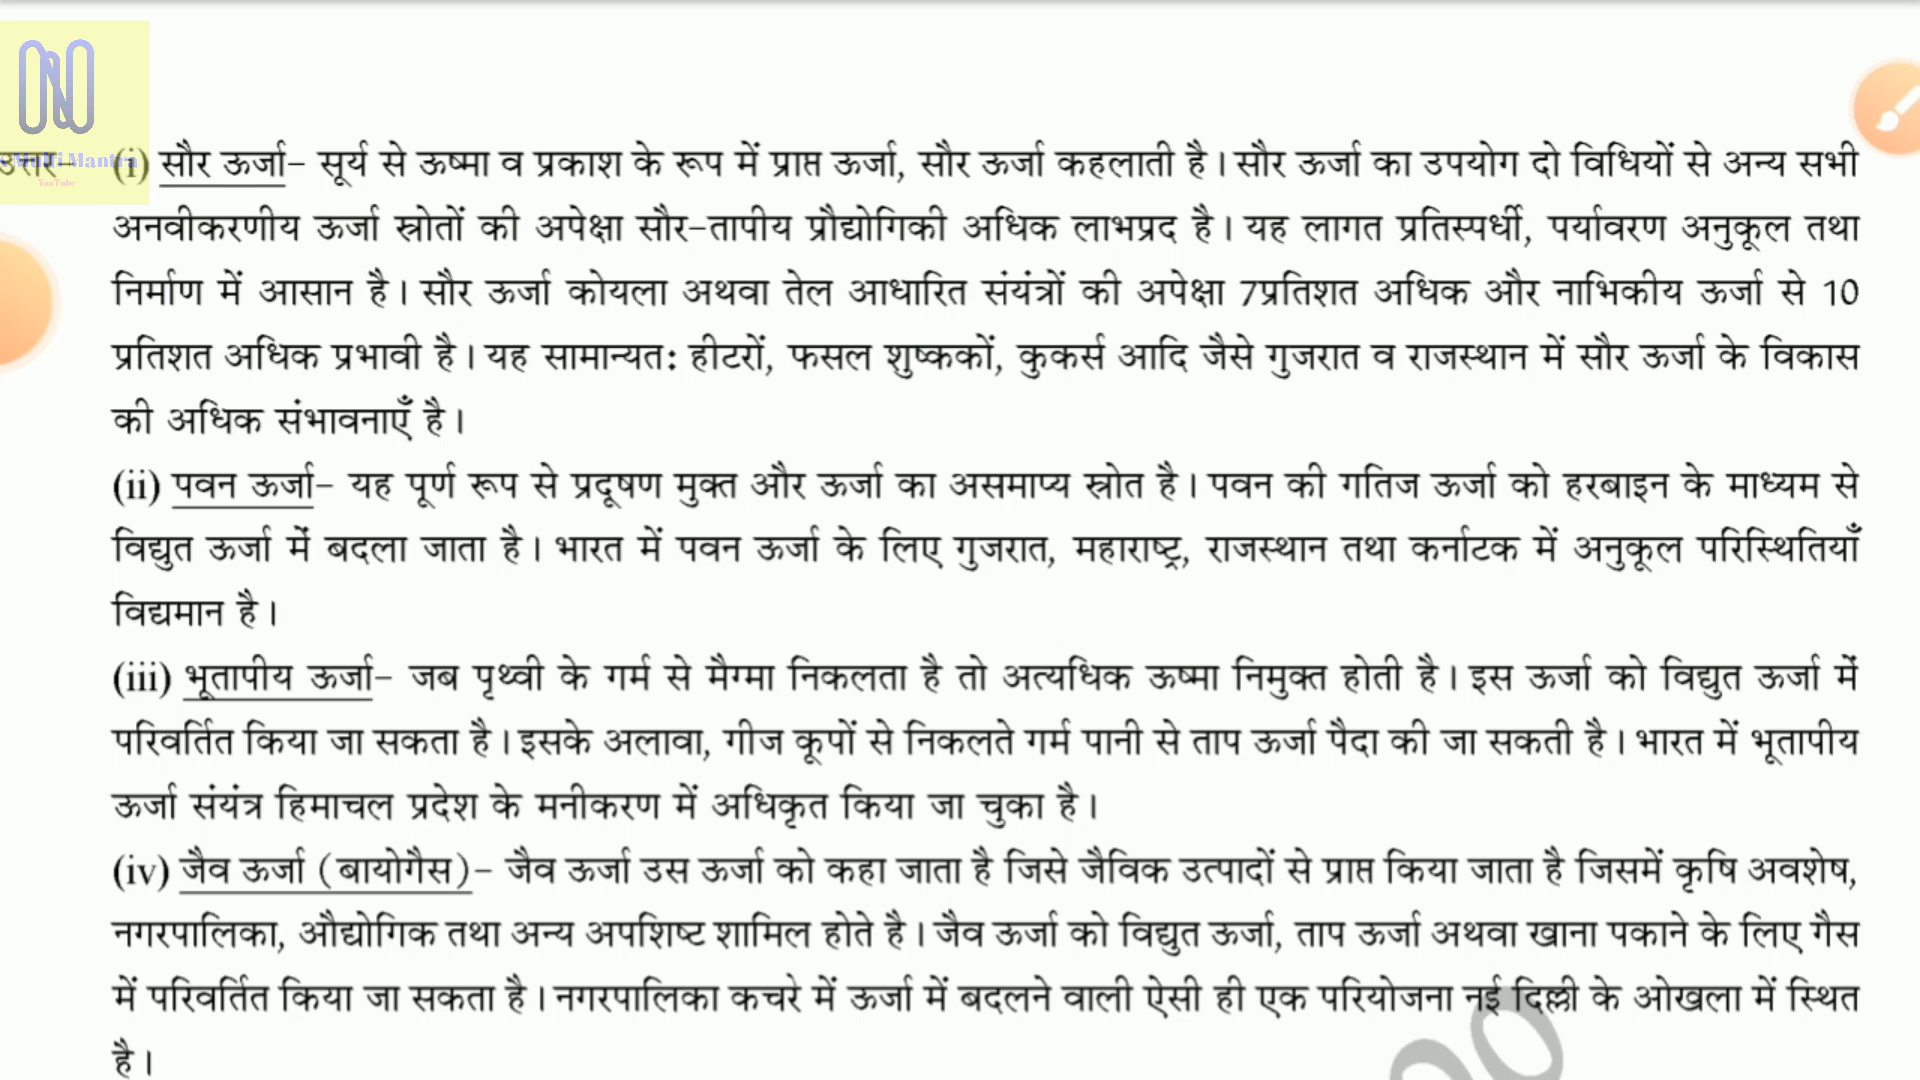 उत्तर- (i) सौर ऊर्जा- सूर्य से ऊष्मा व प्रकाश के रूप में प्राप्त ऊर्जा, सौर ऊर्जा कहलाती है। सौर ऊर्जा का उपयोग दो विधियों से अन्य सभी
Multi Mantra
YouTube
अनवीकरणीय ऊर्जा स्रोतों की अपेक्षा सौर-तापीय प्रौद्योगिकी अधिक लाभप्रद है। यह लागत प्रतिस्पर्धी, पर्यावरण अनुकूल तथा
निर्माण में आसान है। सौर ऊर्जा कोयला अथवा तेल आधारित संयंत्रों की अपेक्षा 7प्रतिशत अधिक और नाभिकीय ऊर्जा से 10
प्रतिशत अधिक प्रभावी है। यह सामान्यतः हीटरों, फसल शुष्ककों, कुकर्स आदि जैसे गुजरात व राजस्थान में सौर ऊर्जा के विकास
की अधिक संभावनाएँ है।
(ii) पवन ऊर्जा- यह पूर्ण रूप से प्रदूषण मुक्त और ऊर्जा का असमाप्य स्रोत है। पवन की गतिज ऊर्जा को हरबाइन के माध्यम से
विद्युत ऊर्जा में बदला जाता है। भारत में पवन ऊर्जा के लिए गुजरात, महाराष्ट्र, राजस्थान तथा कर्नाटक में अनुकूल परिस्थितियाँ
विद्यमान है।
(iii) भूतापीय ऊर्जा- जब पृथ्वी के गर्म से मैग्मा निकलता है तो अत्यधिक ऊष्मा निमुक्त होती है। इस ऊर्जा को विद्युत ऊर्जा में
परिवर्तित किया जा सकता है। इसके अलावा, गीज कूपों से निकलते गर्म पानी से ताप ऊर्जा पैदा की जा सकती है। भारत में भूतापीय
ऊर्जा संयंत्र हिमाचल प्रदेश के मनीकरण में अधिकृत किया जा चुका है।
(iv) जैव ऊर्जा (बायोगैस)- जैव ऊर्जा उस ऊर्जा को कहा जाता है जिसे जैविक उत्पादों से प्राप्त किया जाता है जिसमें कृषि अवशेष,
नगरपालिका, औद्योगिक तथा अन्य अपशिष्ट शामिल होते है। जैव ऊर्जा को विद्युत ऊर्जा, ताप ऊर्जा अथवा खाना पकाने के लिए गैस
में परिवर्तित किया जा सकता है। नगरपालिका कचरे में ऊर्जा में बदलने वाली ऐसी ही एक परियोजना नई दिल्ली के ओखला में स्थित
है।